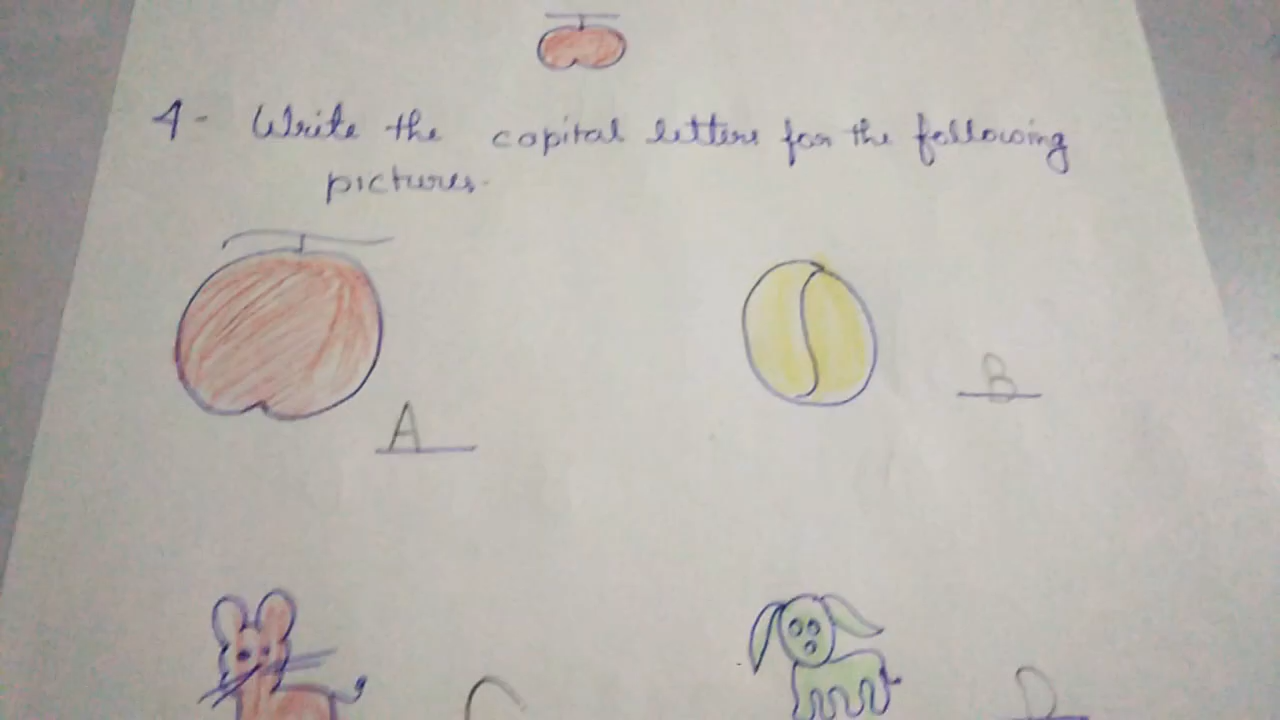 4- Write the capital letters for the following
pictures.
A
B
C
D